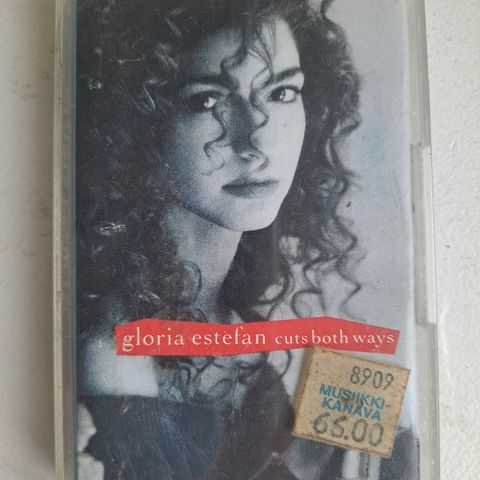 gloria estefan cuts both ways
8909
MUSIIKKI-
KANAVA
66.00